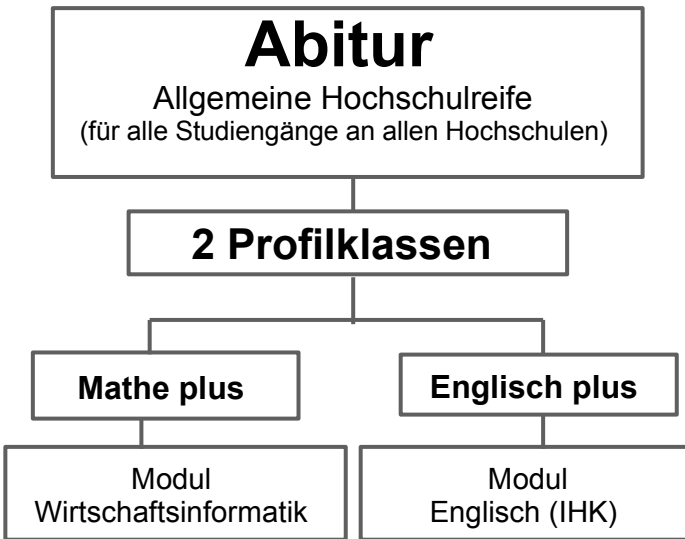 Abitur
Allgemeine Hochschulreife
(für alle Studiengänge an allen Hochschulen)
2 Profilklassen
Mathe plus
Englisch plus
Modul
Wirtschaftsinformatik
Modul
Englisch (IHK)